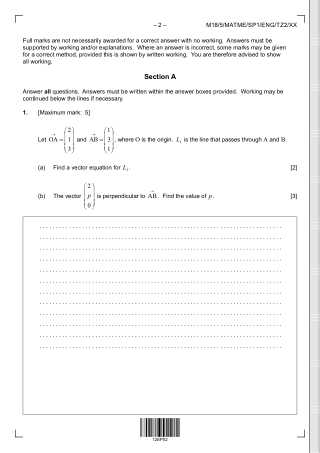 – 2 –
M18/5/MATME/SP1/ENG/TZ2/XX
Full marks are not necessarily awarded for a correct answer with no working. Answers must be
supported by working and/or explanations. Where an answer is incorrect, some marks may be given
for a correct method, provided this is shown by written working. You are therefore advised to show
all working.
Section A
Answer all questions. Answers must be written within the answer boxes provided. Working may be
continued below the lines if necessary.
1. [Maximum mark: 5]
Let OA = (2 1 3) and AB = (1 3 1), where O is the origin. L₁ is the line that passes through A and B.
(a) Find a vector equation for L₁. [2]
(b) The vector (2 p 0) is perpendicular to AB. Find the value of p. [3]
12EP02